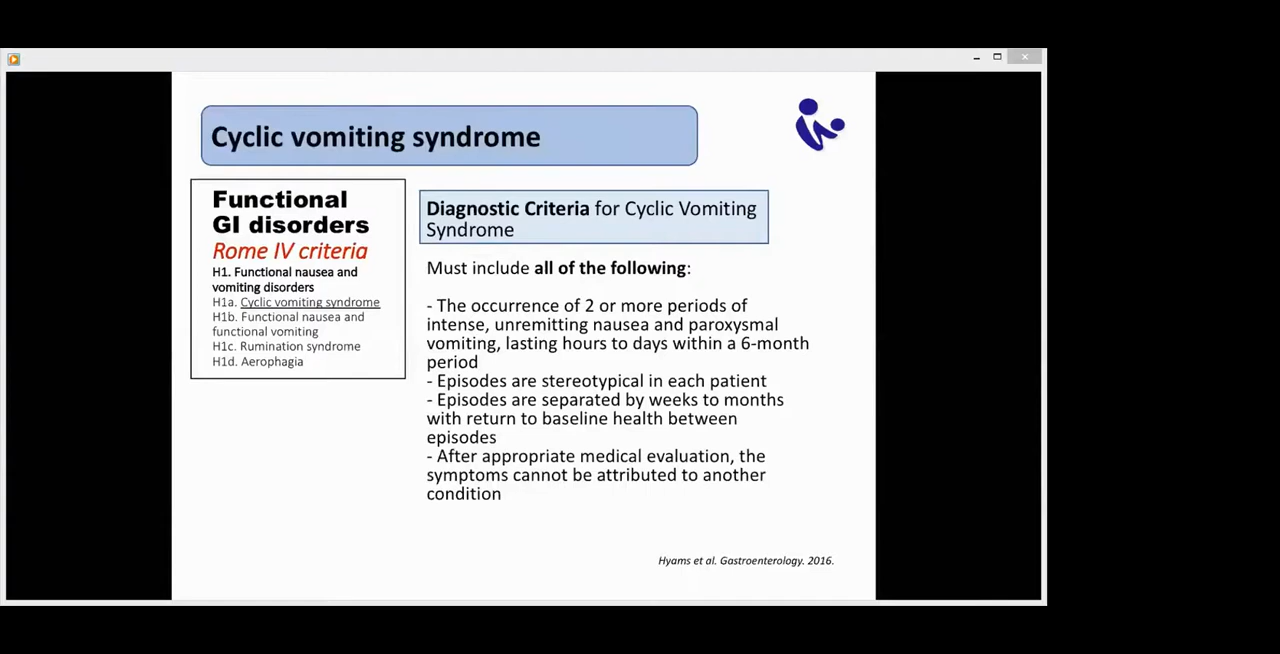 Cyclic vomiting syndrome
Functional
GI disorders
Rome IV criteria
H1. Functional nausea and
vomiting disorders
H1a. Cyclic vomiting syndrome
H1b. Functional nausea and
functional vomiting
H1c. Rumination syndrome
H1d. Aerophagia
Diagnostic Criteria for Cyclic Vomiting
Syndrome
Must include all of the following:
- The occurrence of 2 or more periods of
intense, unremitting nausea and paroxysmal
vomiting, lasting hours to days within a 6-month
period
- Episodes are stereotypical in each patient
- Episodes are separated by weeks to months
with return to baseline health between
episodes
- After appropriate medical evaluation, the
symptoms cannot be attributed to another
condition
Hyams et al. Gastroenterology. 2016.